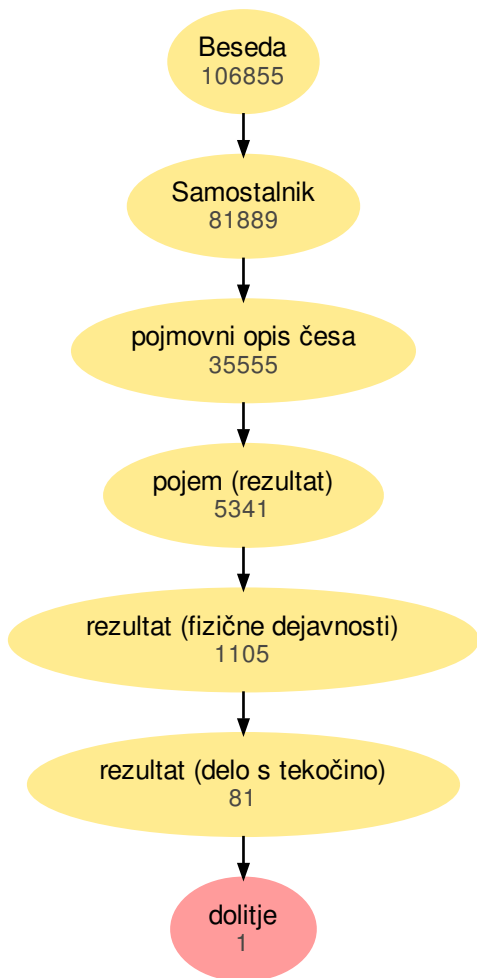 Beseda
106855
Samostalnik
81889
pojmovni opis česa
35555
pojem (rezultat)
5341
rezultat (fizične dejavnosti)
1105
rezultat (delo s tekočino)
81
dolitje
1